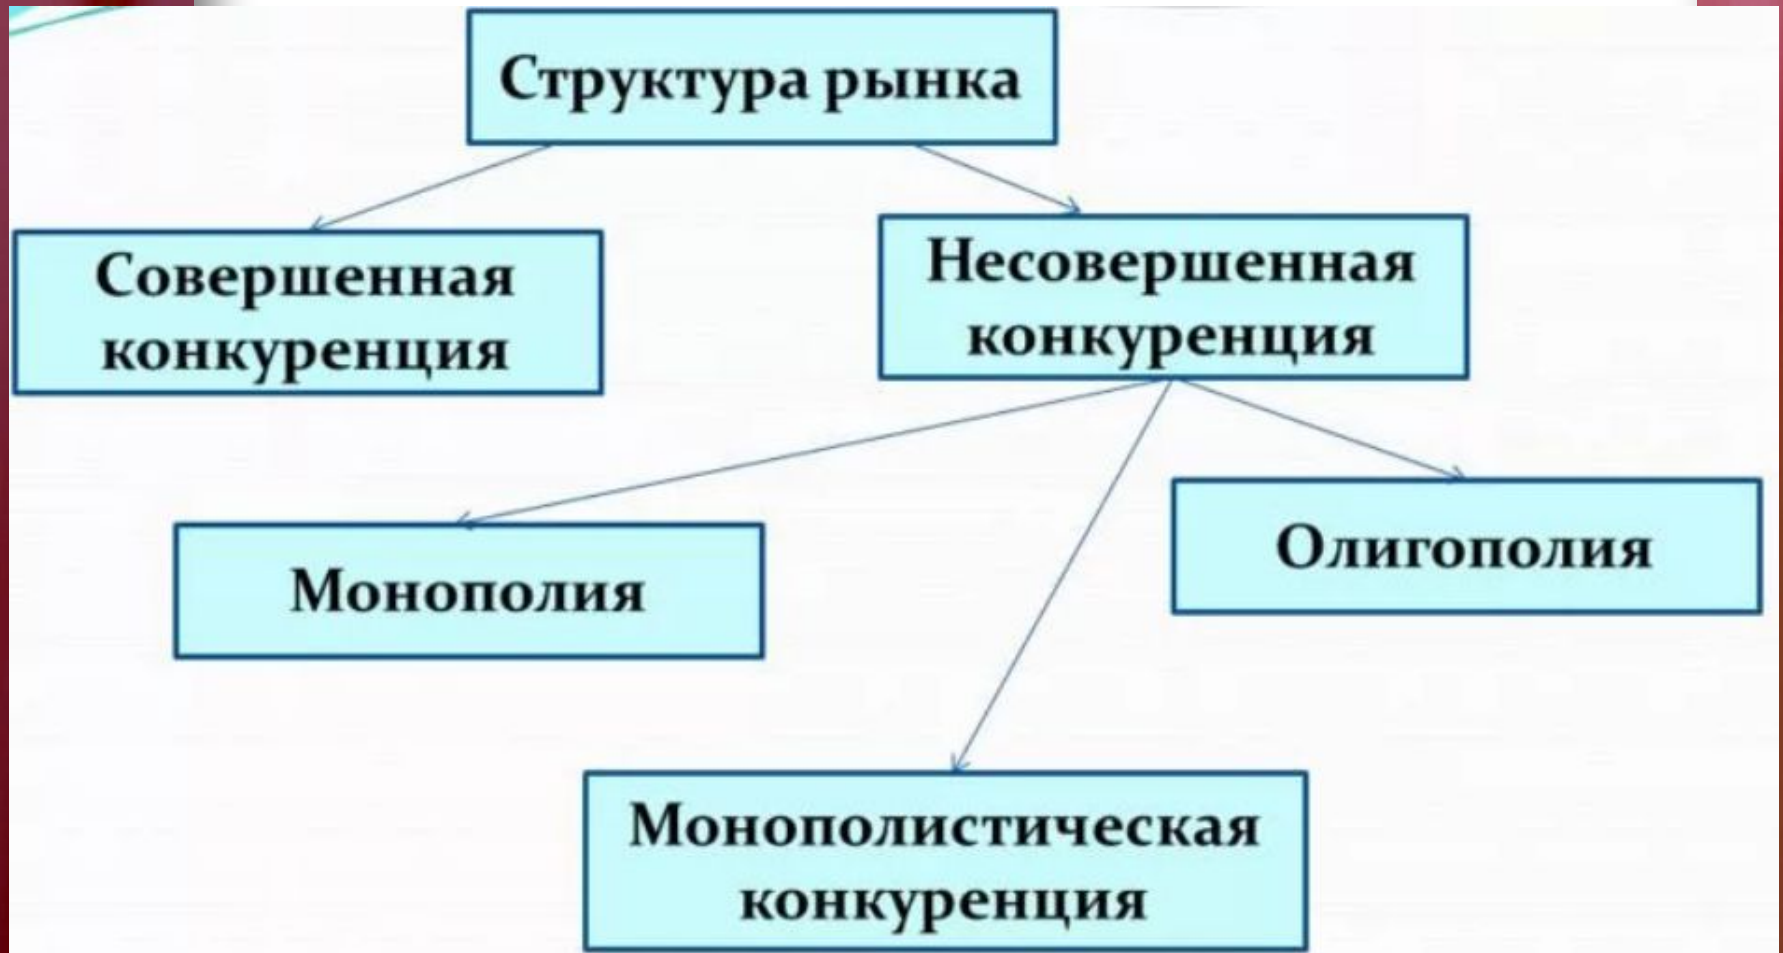 Структура рынка
Совершенная
конкуренция
Несовершенная
конкуренция
Монополия
Олигополия
Монополистическая
конкуренция